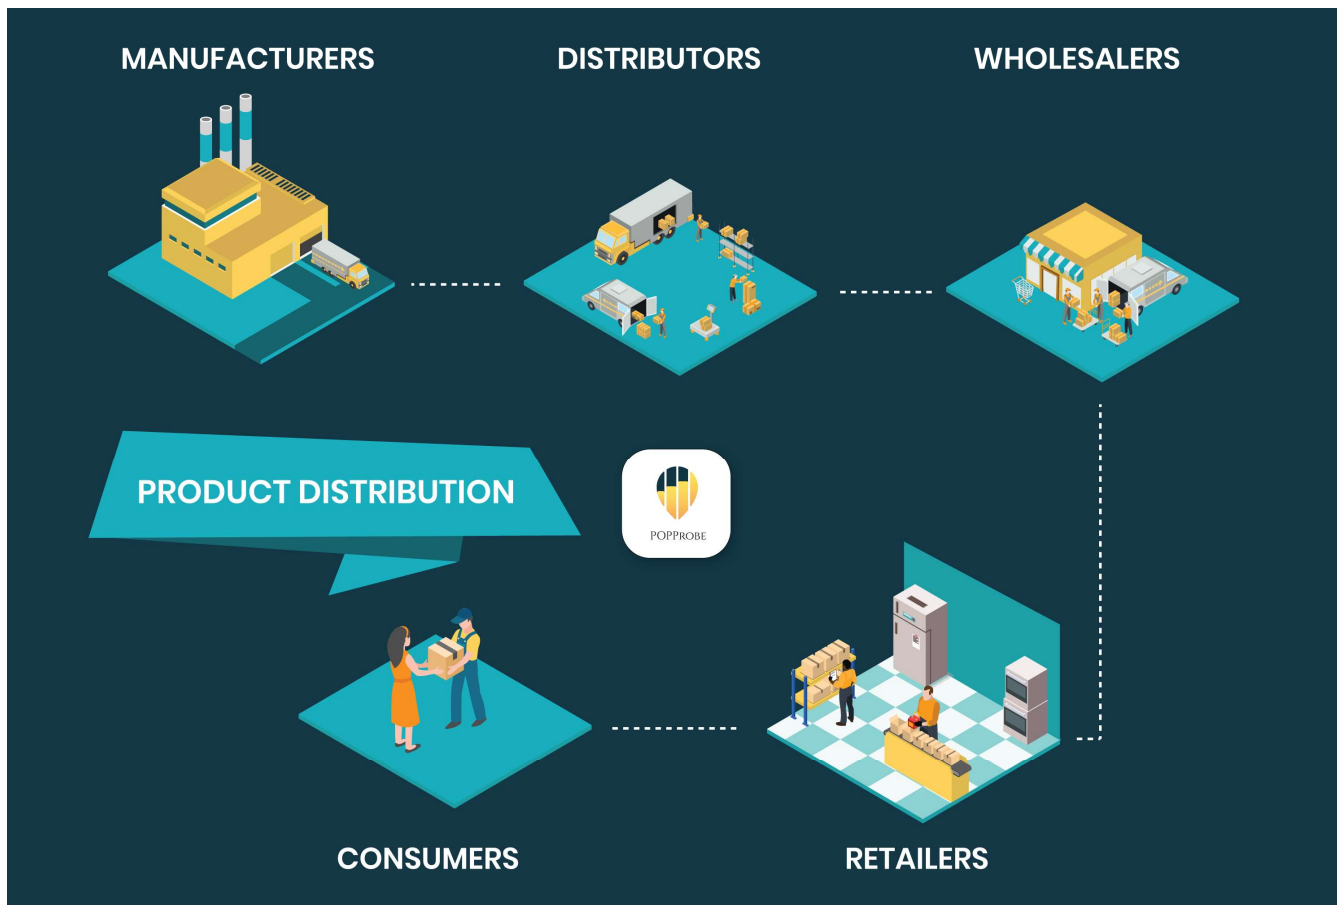 MANUFACTURERS
DISTRIBUTORS
WHOLESALERS
PRODUCT DISTRIBUTION
POPPROBE
CONSUMERS
RETAILERS